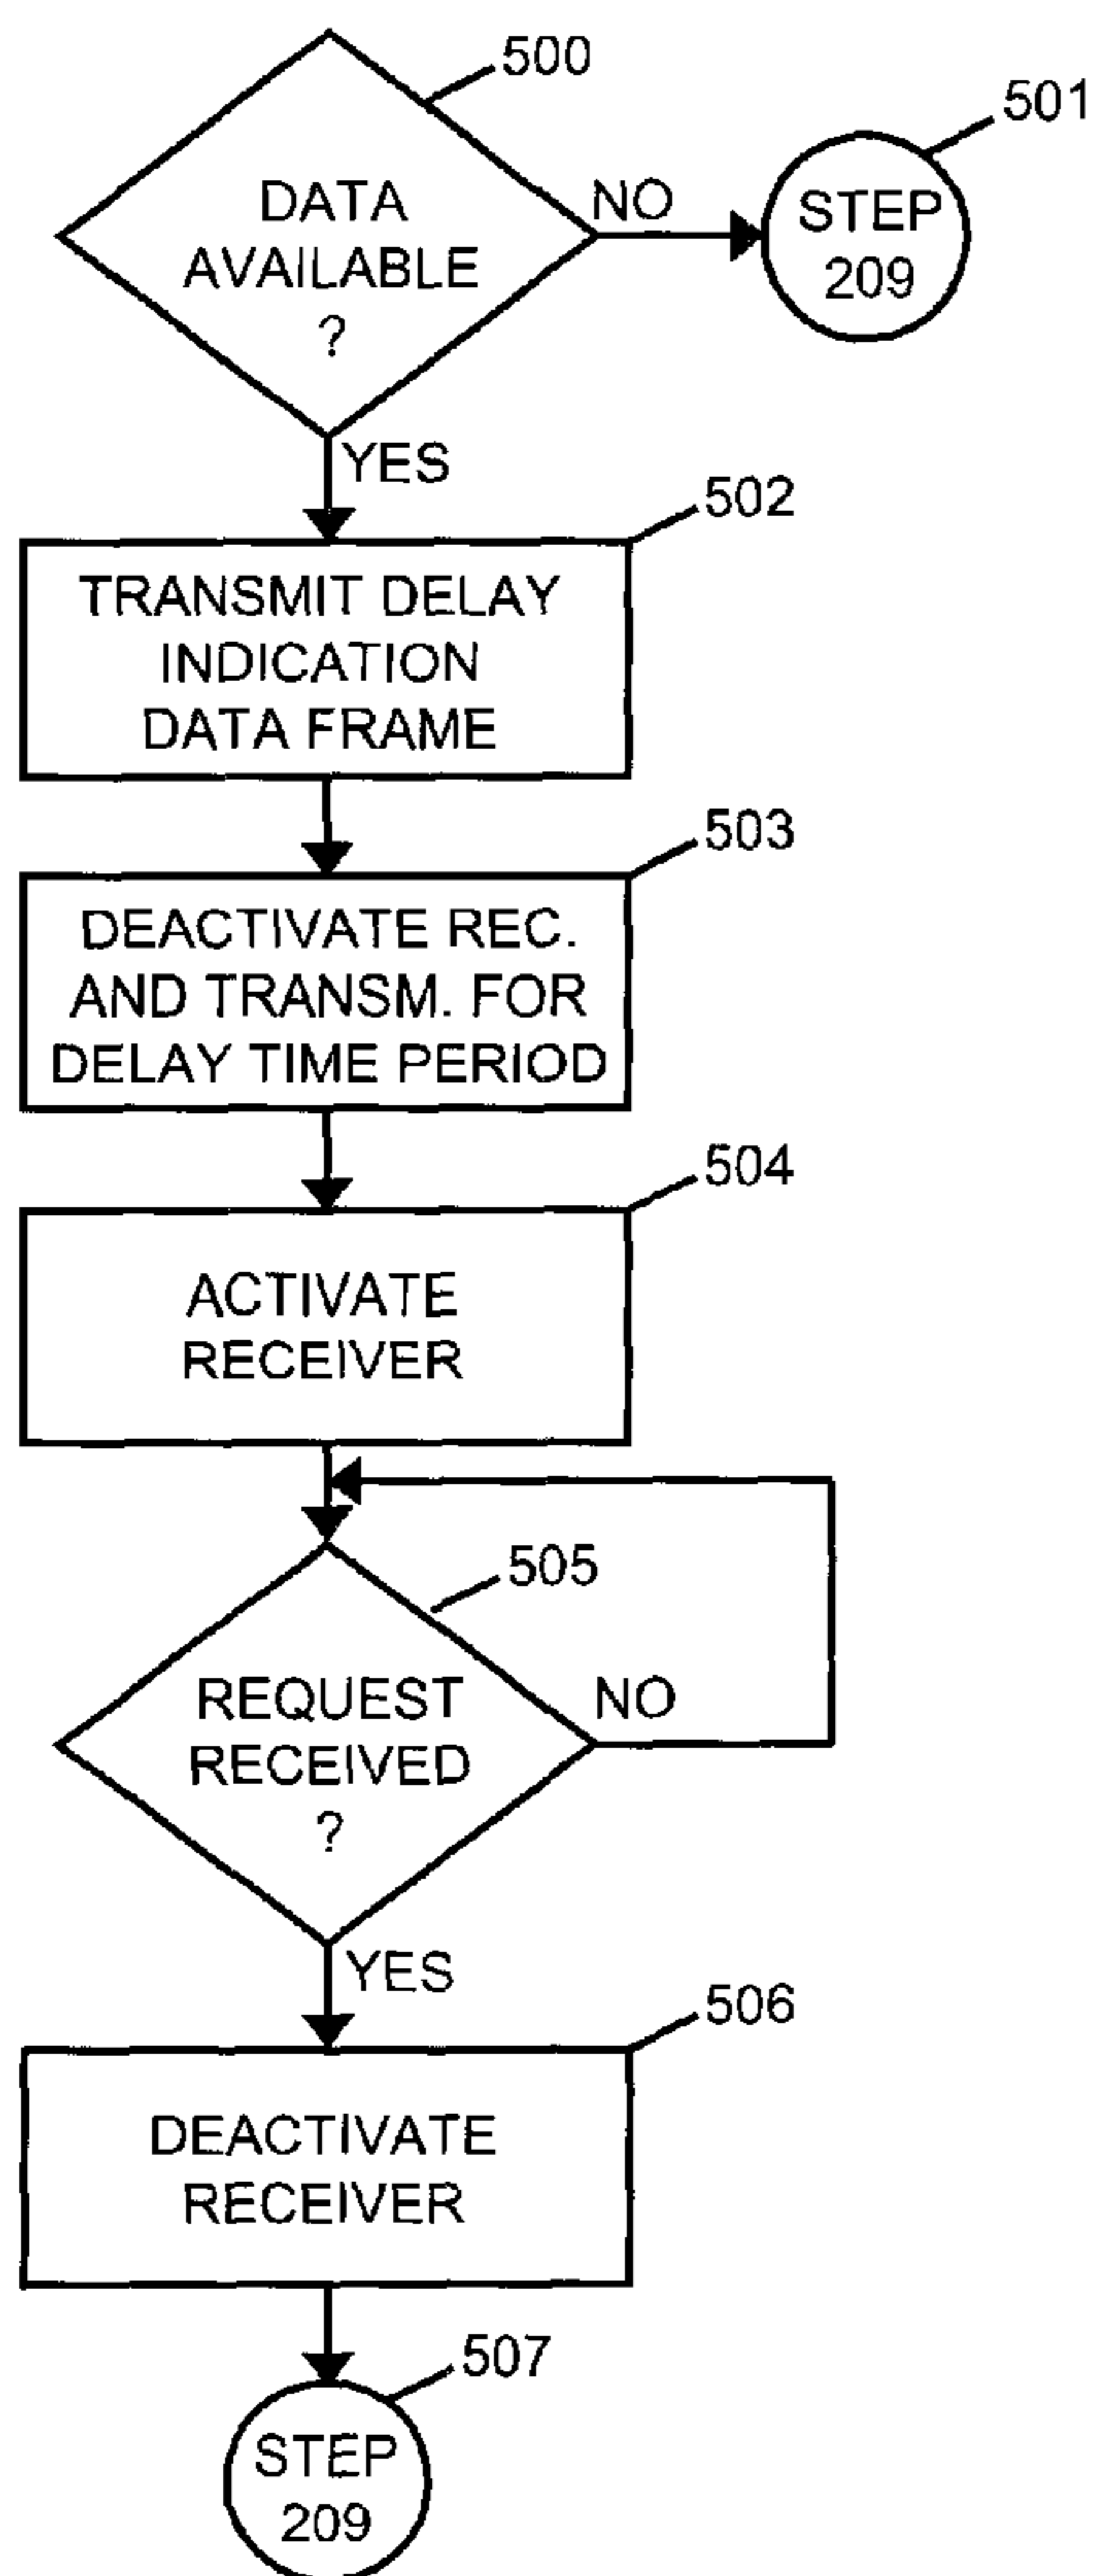 500
501
DATA
AVAILABLE
?
NO
STEP
209
YES
502
TRANSMIT DELAY
INDICATION
DATA FRAME
503
DEACTIVATE REC.
AND TRANSM. FOR
DELAY TIME PERIOD
504
ACTIVATE
RECEIVER
505
REQUEST
RECEIVED
?
NO
YES
506
DEACTIVATE
RECEIVER
507
STEP
209